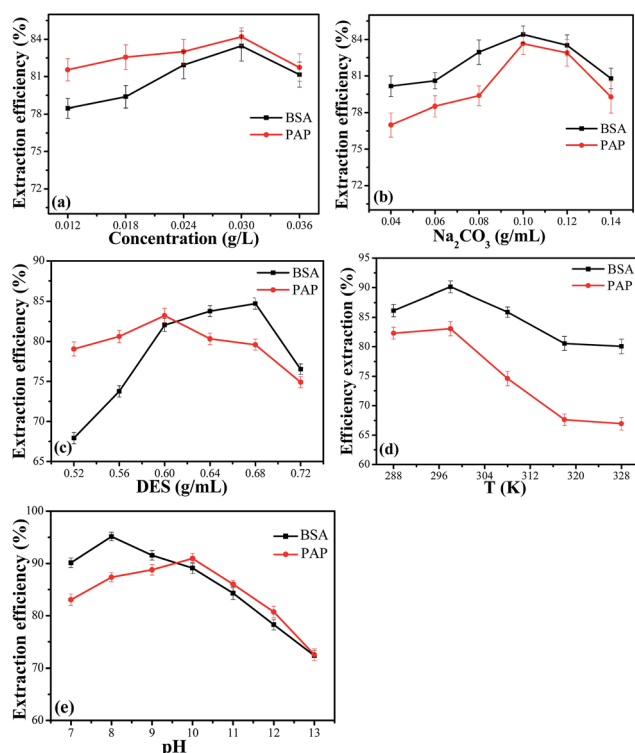 Extraction efficiency (%)
84
81
78
75
72
BSA
PAP
(a)
0.012 0.018 0.024 0.030 0.036
Concentration (g/L)
Extraction efficiency (%)
84
81
78
75
72
BSA
PAP
(b)
0.04 0.06 0.08 0.10 0.12 0.14
Na₂CO₃ (g/mL)
Extraction efficiency (%)
90
85
80
75
70
65
BSA
PAP
(c)
0.52 0.56 0.60 0.64 0.68 0.72
DES (g/mL)
Efficiency extraction (%)
95
90
85
80
75
70
65
60
BSA
PAP
(d)
288 296 304 312 320 328
T (K)
Extraction efficiency (%)
100
90
80
70
60
BSA
PAP
(e)
7 8 9 10 11 12 13
pH